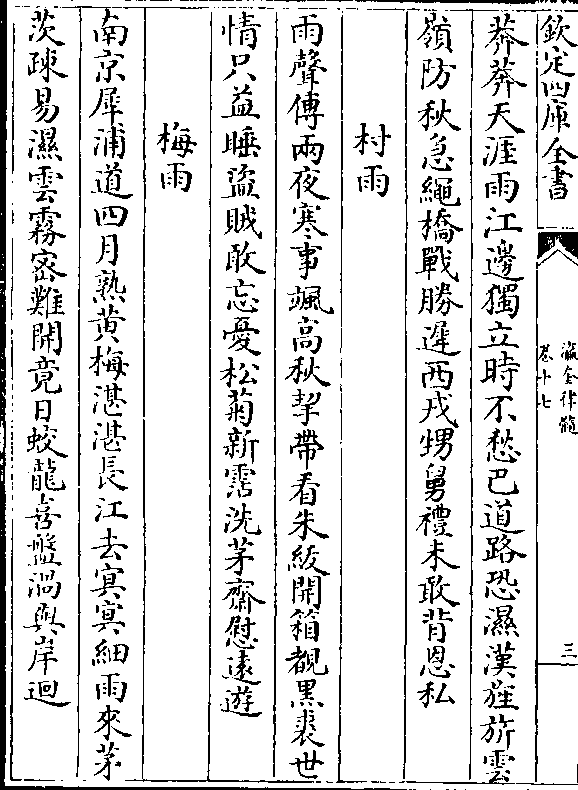 欽定四庫全書
瀛奎律髓
卷十七
三
莽莽天涯雨江邊獨立時不愁巴道路恐濕漢旌旂雲
嶺防秋急繩橋戰勝遲西戎甥舅禮未敢背恩私
村雨
雨聲傳兩夜寒事颯高秋挈帶看朱紱開箱覩黑裘世
情只益睡盜賊敢忘憂松菊新霑洗茅齋慰遠遊
梅雨
南京犀浦道四月熟黃梅湛湛長江去冥冥細雨來茅
茨疎易濕雲霧密難開竟日蛟龍喜盤渦與岸迴